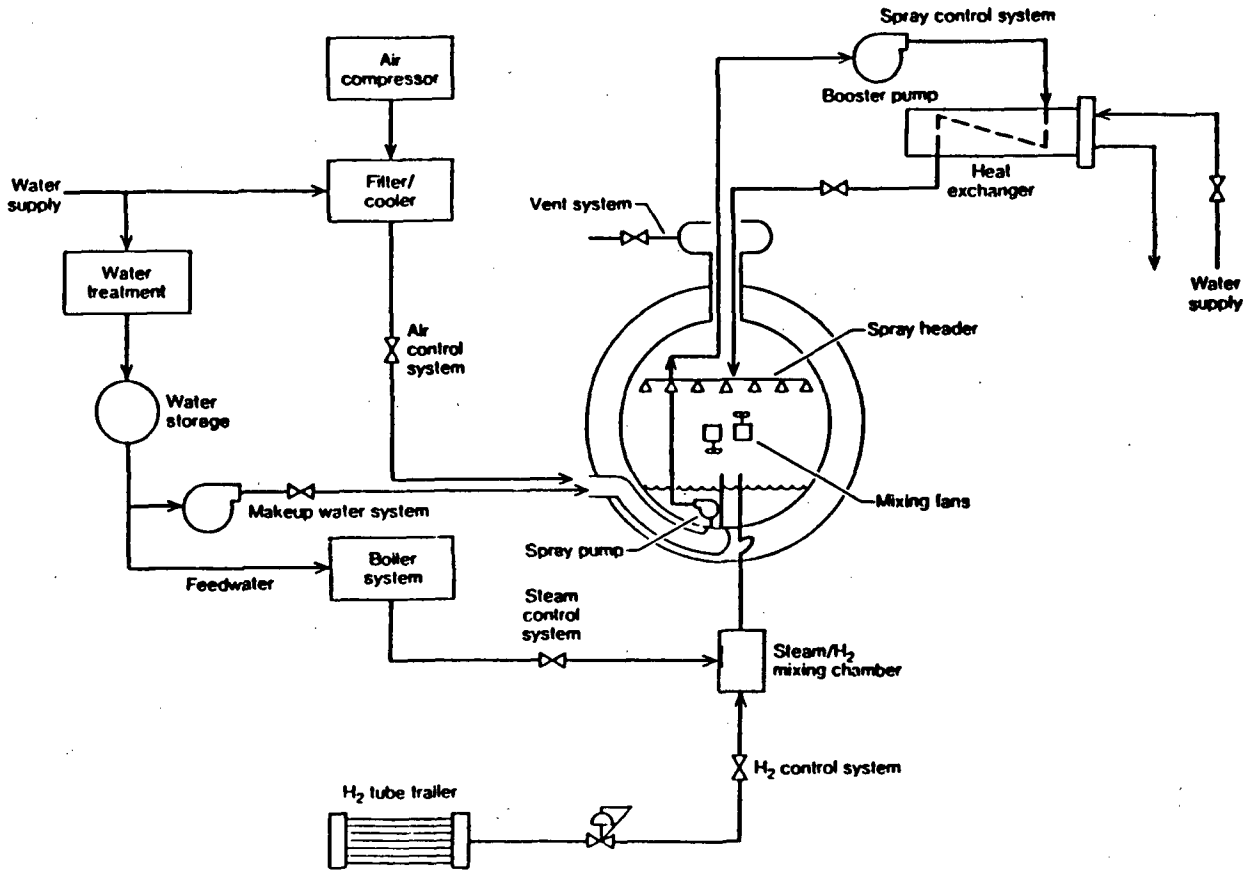 Spray control system
Air
compressor
Booster pump
Water
supply
Filter/
cooler
Heat
exchanger
Vent system
Water
treatment
Water
supply
Air
control
system
Spray header
Water
storage
Makeup water system
Mixing fans
Spray pump
Boiler
system
Feedwater
Steam
control
system
Steam/H₂
mixing chamber
H₂ control system
H₂ tube trailer